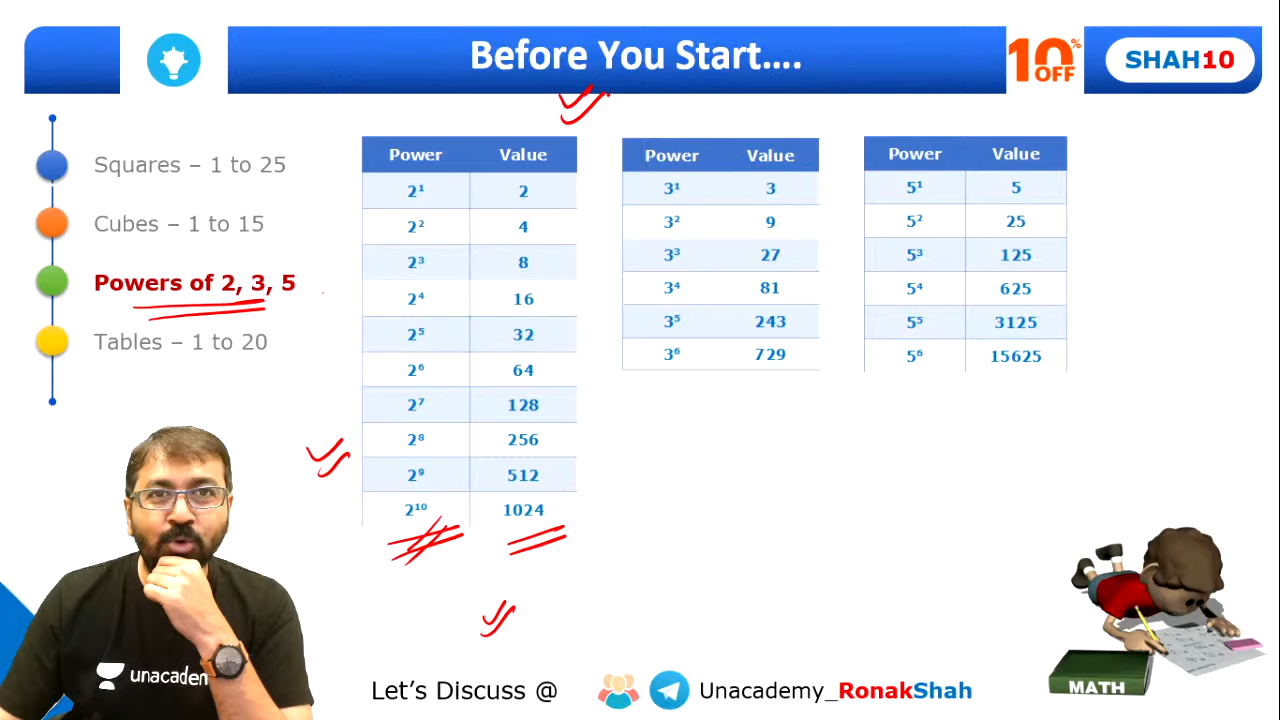 Before You Start....
10% OFF
SHAH10
Squares – 1 to 25
Cubes – 1 to 15
Powers of 2, 3, 5
Tables – 1 to 20
Power Value
2¹ 2
2² 4
2³ 8
2⁴ 16
2⁵ 32
2⁶ 64
2⁷ 128
2⁸ 256
2⁹ 512
2¹⁰ 1024
Power Value
3¹ 3
3² 9
3³ 27
3⁴ 81
3⁵ 243
3⁶ 729
Power Value
5¹ 5
5² 25
5³ 125
5⁴ 625
5⁵ 3125
5⁶ 15625
unacadem
MATH
Let's Discuss @ Unacademy_RonakShah